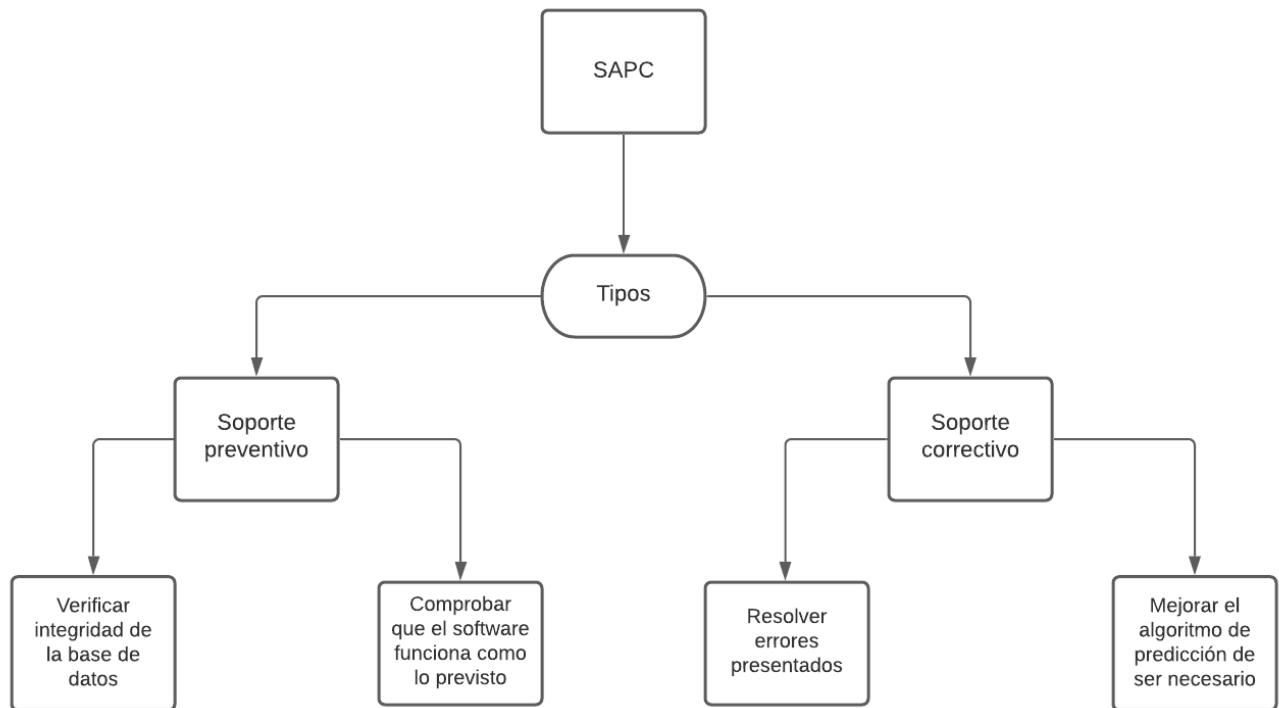 SAPC
Tipos
Soporte
preventivo
Soporte
correctivo
Verificar
integridad de
la base de
datos
Comprobar
que el software
funciona como
lo previsto
Resolver
errores
presentados
Mejorar el
algoritmo de
predicción de
ser necesario